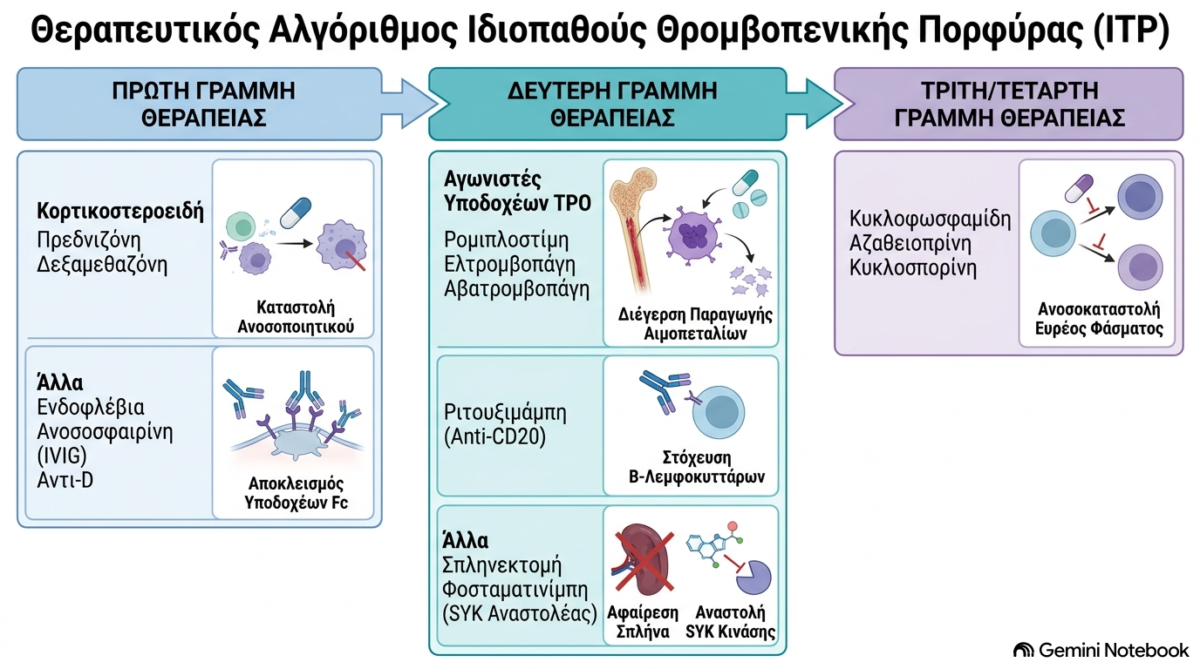 Θεραπευτικός Αλγόριθμος Ιδιοπαθούς Θρομβοπενικής Πορφύρας (ITP)
ΠΡΩΤΗ ΓΡΑΜΜΗ
ΘΕΡΑΠΕΙΑΣ
Κορτικοστεροειδή
Πρεδνιζόνη
Δεξαμεθαζόνη
Καταστολή
Ανοσοποιητικού
Άλλα
Ενδοφλέβια
Ανοσοσφαιρίνη
(IVIG)
Αντι-D
Αποκλεισμός
Υποδοχέων Fc
ΔΕΥΤΕΡΗ ΓΡΑΜΜΗ
ΘΕΡΑΠΕΙΑΣ
Αγωνιστές
Υποδοχέων TPO
Ρομιπλοστίμη
Ελτρομβοπάγη
Αβατρομβοπάγη
Διέγερση Παραγωγής
Αιμοπεταλίων
Ριτουξιμάμπη
(Anti-CD20)
Στόχευση
Β-Λεμφοκυττάρων
Άλλα
Σπληνεκτομή
Φοσταματινίμπη
(SYK Αναστολέας)
Αφαίρεση
Σπλήνα
Αναστολή
SYK Κινάσης
ΤΡΙΤΗ/ΤΕΤΑΡΤΗ
ΓΡΑΜΜΗ ΘΕΡΑΠΕΙΑΣ
Κυκλοφωσφαμίδη
Αζαθειοπρίνη
Κυκλοσπορίνη
Ανοσοκαταστολή
Ευρέος Φάσματος
Gemini Notebook